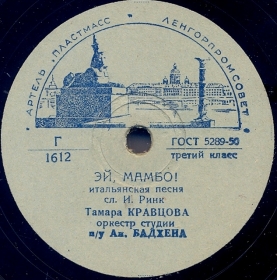 АРТЕЛЬ „ПЛАСТМАСС" ЛЕНГОРПРОМСОВЕТ
Г
1612
ГОСТ 5289-50
третий класс
ЭЙ, МАМБО!
итальянская песня
сл. И. Ринк
Тамара КРАВЦОВА
оркестр студии
п/у Ан. БАДХЕНА